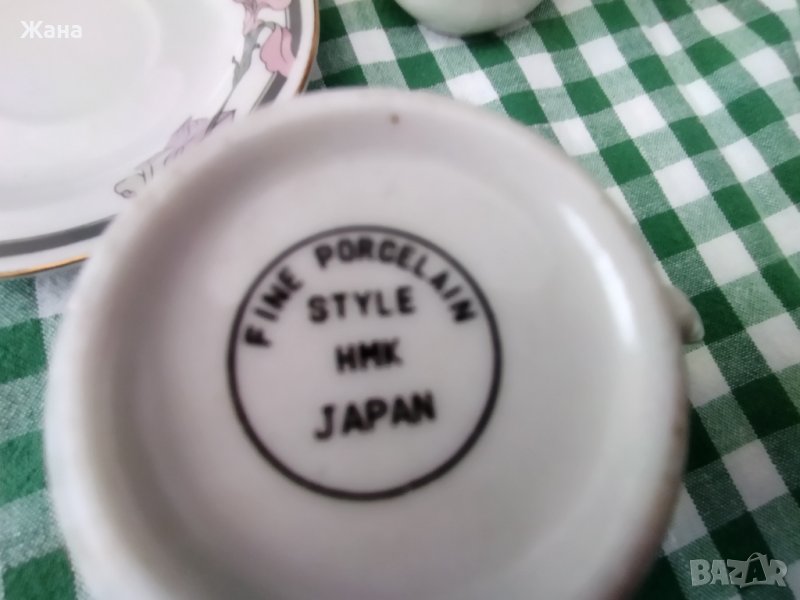 Жана
FINE PORCELAIN
STYLE
HMK
JAPAN
BAZAR